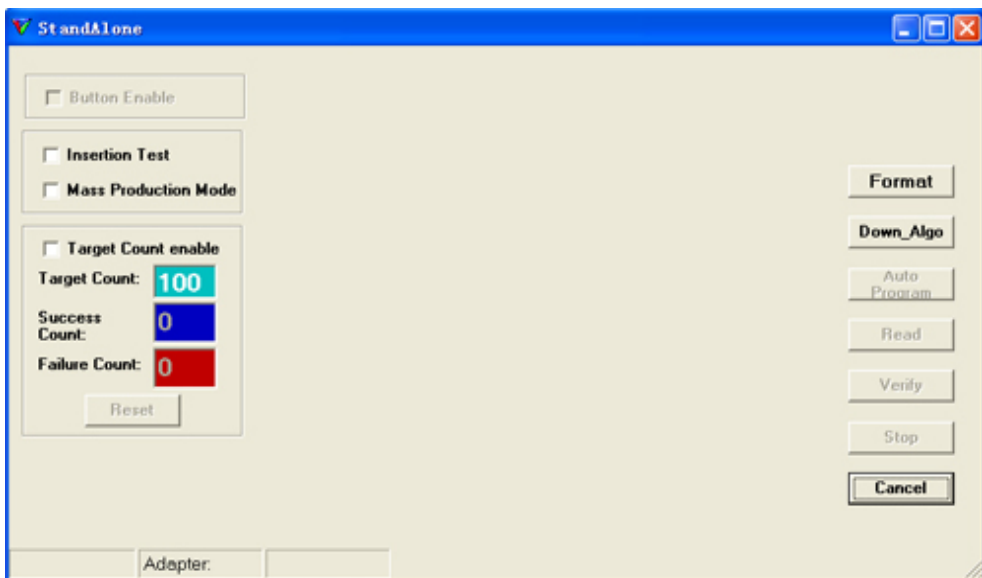 StandAlone
Button Enable
Insertion Test
Mass Production Mode
Target Count enable
Target Count: 100
Success
Count: 0
Failure Count: 0
Reset
Format
Down_Algo
Auto
Program
Read
Verify
Stop
Cancel
Adapter: